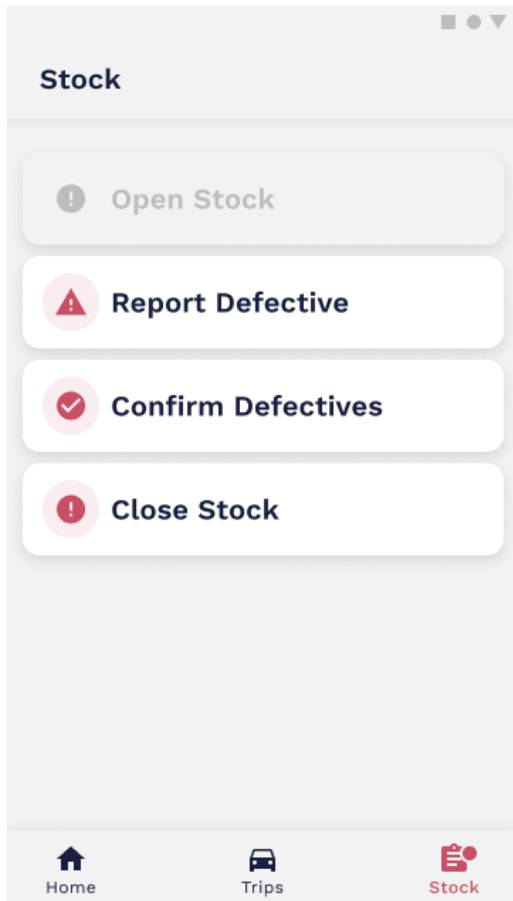 Stock
Open Stock
Report Defective
Confirm Defectives
Close Stock
Home
Trips
Stock